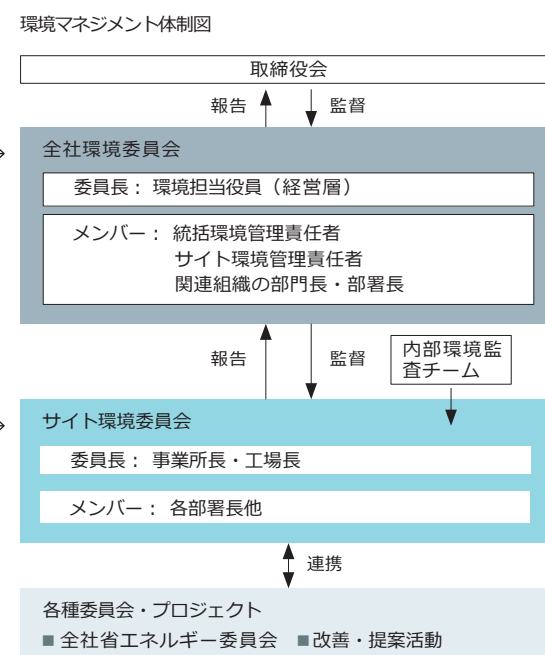 環境マネジメント体制図
取締役会
報告 監督
全社環境委員会
委員長： 環境担当役員（経営層）
メンバー： 統括環境管理責任者
サイト環境管理責任者
関連組織の部門長・部署長
報告 監督
内部環境監
査チーム
サイト環境委員会
委員長： 事業所長・工場長
メンバー： 各部署長他
連携
各種委員会・プロジェクト
■全社省エネルギー委員会 ■改善・提案活動